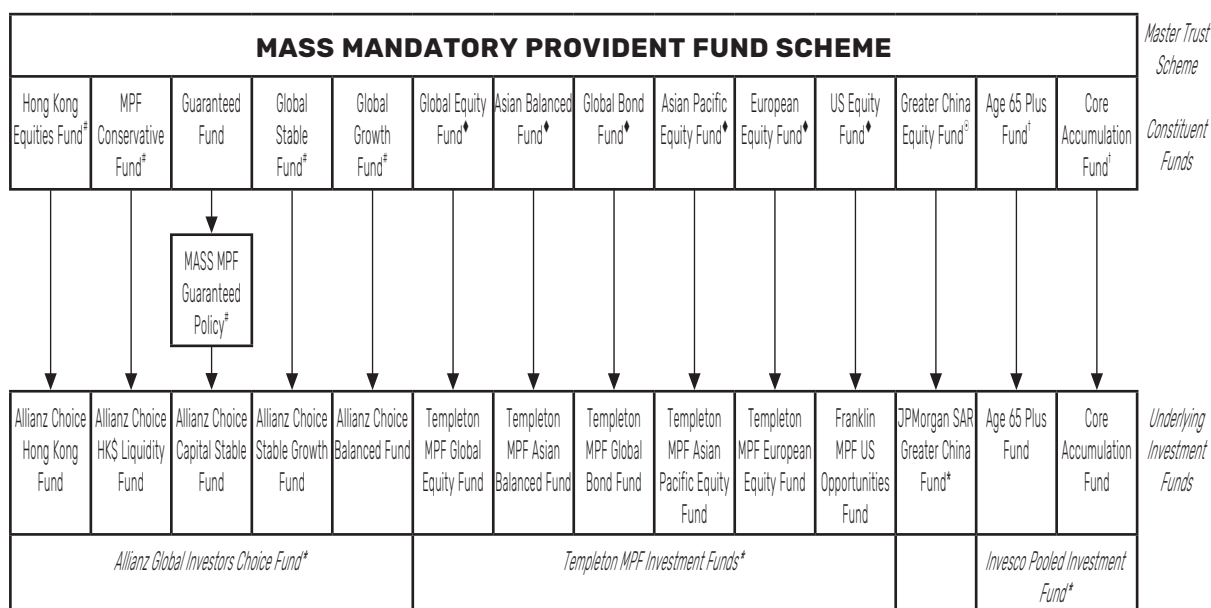 MASS MANDATORY PROVIDENT FUND SCHEME
Master Trust
Scheme
Hong Kong
Equities Fund#
MPF
Conservative
Fund#
Guaranteed
Fund
Global
Stable
Fund#
Global
Growth
Fund#
Global Equity
Fund♦
Asian Balanced
Fund♦
Global Bond
Fund♦
Asian Pacific
Equity Fund♦
European
Equity Fund♦
US Equity
Fund♦
Greater China
Equity Fund⊙
Age 65 Plus
Fund†
Core
Accumulation
Fund†
Constituent
Funds
MASS MPF
Guaranteed
Policy#
Allianz Choice
Hong Kong
Fund
Allianz Choice
HK$ Liquidity
Fund
Allianz Choice
Capital Stable
Fund
Allianz Choice
Stable Growth
Fund
Allianz Choice
Balanced Fund
Templeton
MPF Global
Equity Fund
Templeton
MPF Asian
Balanced Fund
Templeton
MPF Global
Bond Fund
Templeton
MPF Asian
Pacific Equity
Fund
Templeton
MPF European
Equity Fund
Franklin
MPF US
Opportunities
Fund
JPMorgan SAR
Greater China
Fund*
Age 65 Plus
Fund
Core
Accumulation
Fund
Underlying
Investment
Funds
Allianz Global Investors Choice Fund*
Templeton MPF Investment Funds*
Invesco Pooled Investment
Fund*